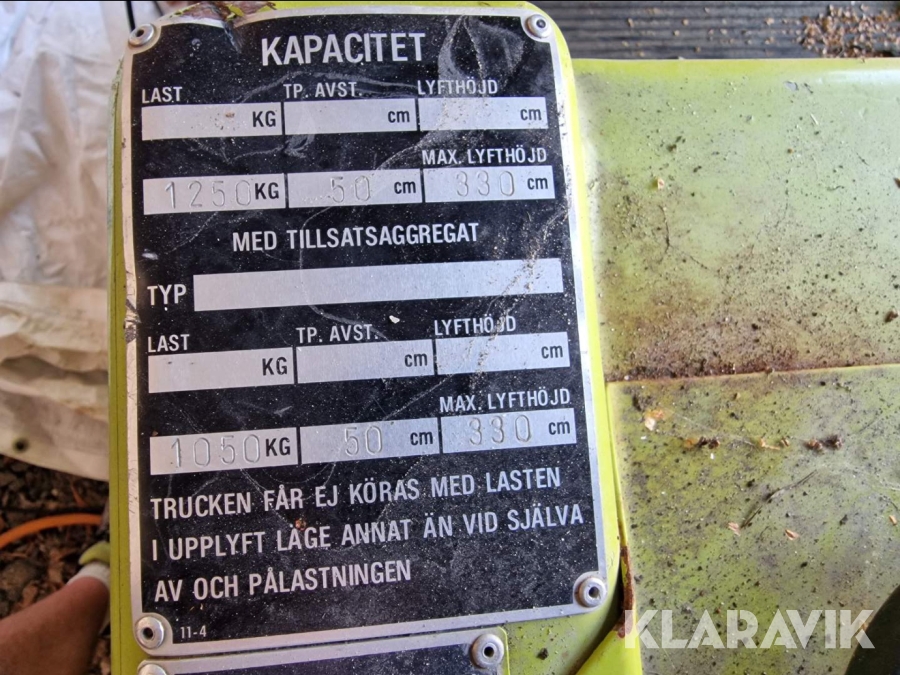 KAPACITET
LAST TP. AVST. LYFTHÖJD
KG cm cm
MAX. LYFTHÖJD
1250 KG 50 cm 330 cm
MED TILLSATSAGGREGAT
TYP
LAST TP. AVST. LYFTHÖJD
KG cm cm
MAX. LYFTHÖJD
1050 KG 50 cm 330 cm
TRUCKEN FÅR EJ KÖRAS MED LASTEN
I UPPLYFT LÄGE ANNAT ÄN VID SJÄLVA
AV OCH PÅLASTNINGEN
11-4
KLARAVIK